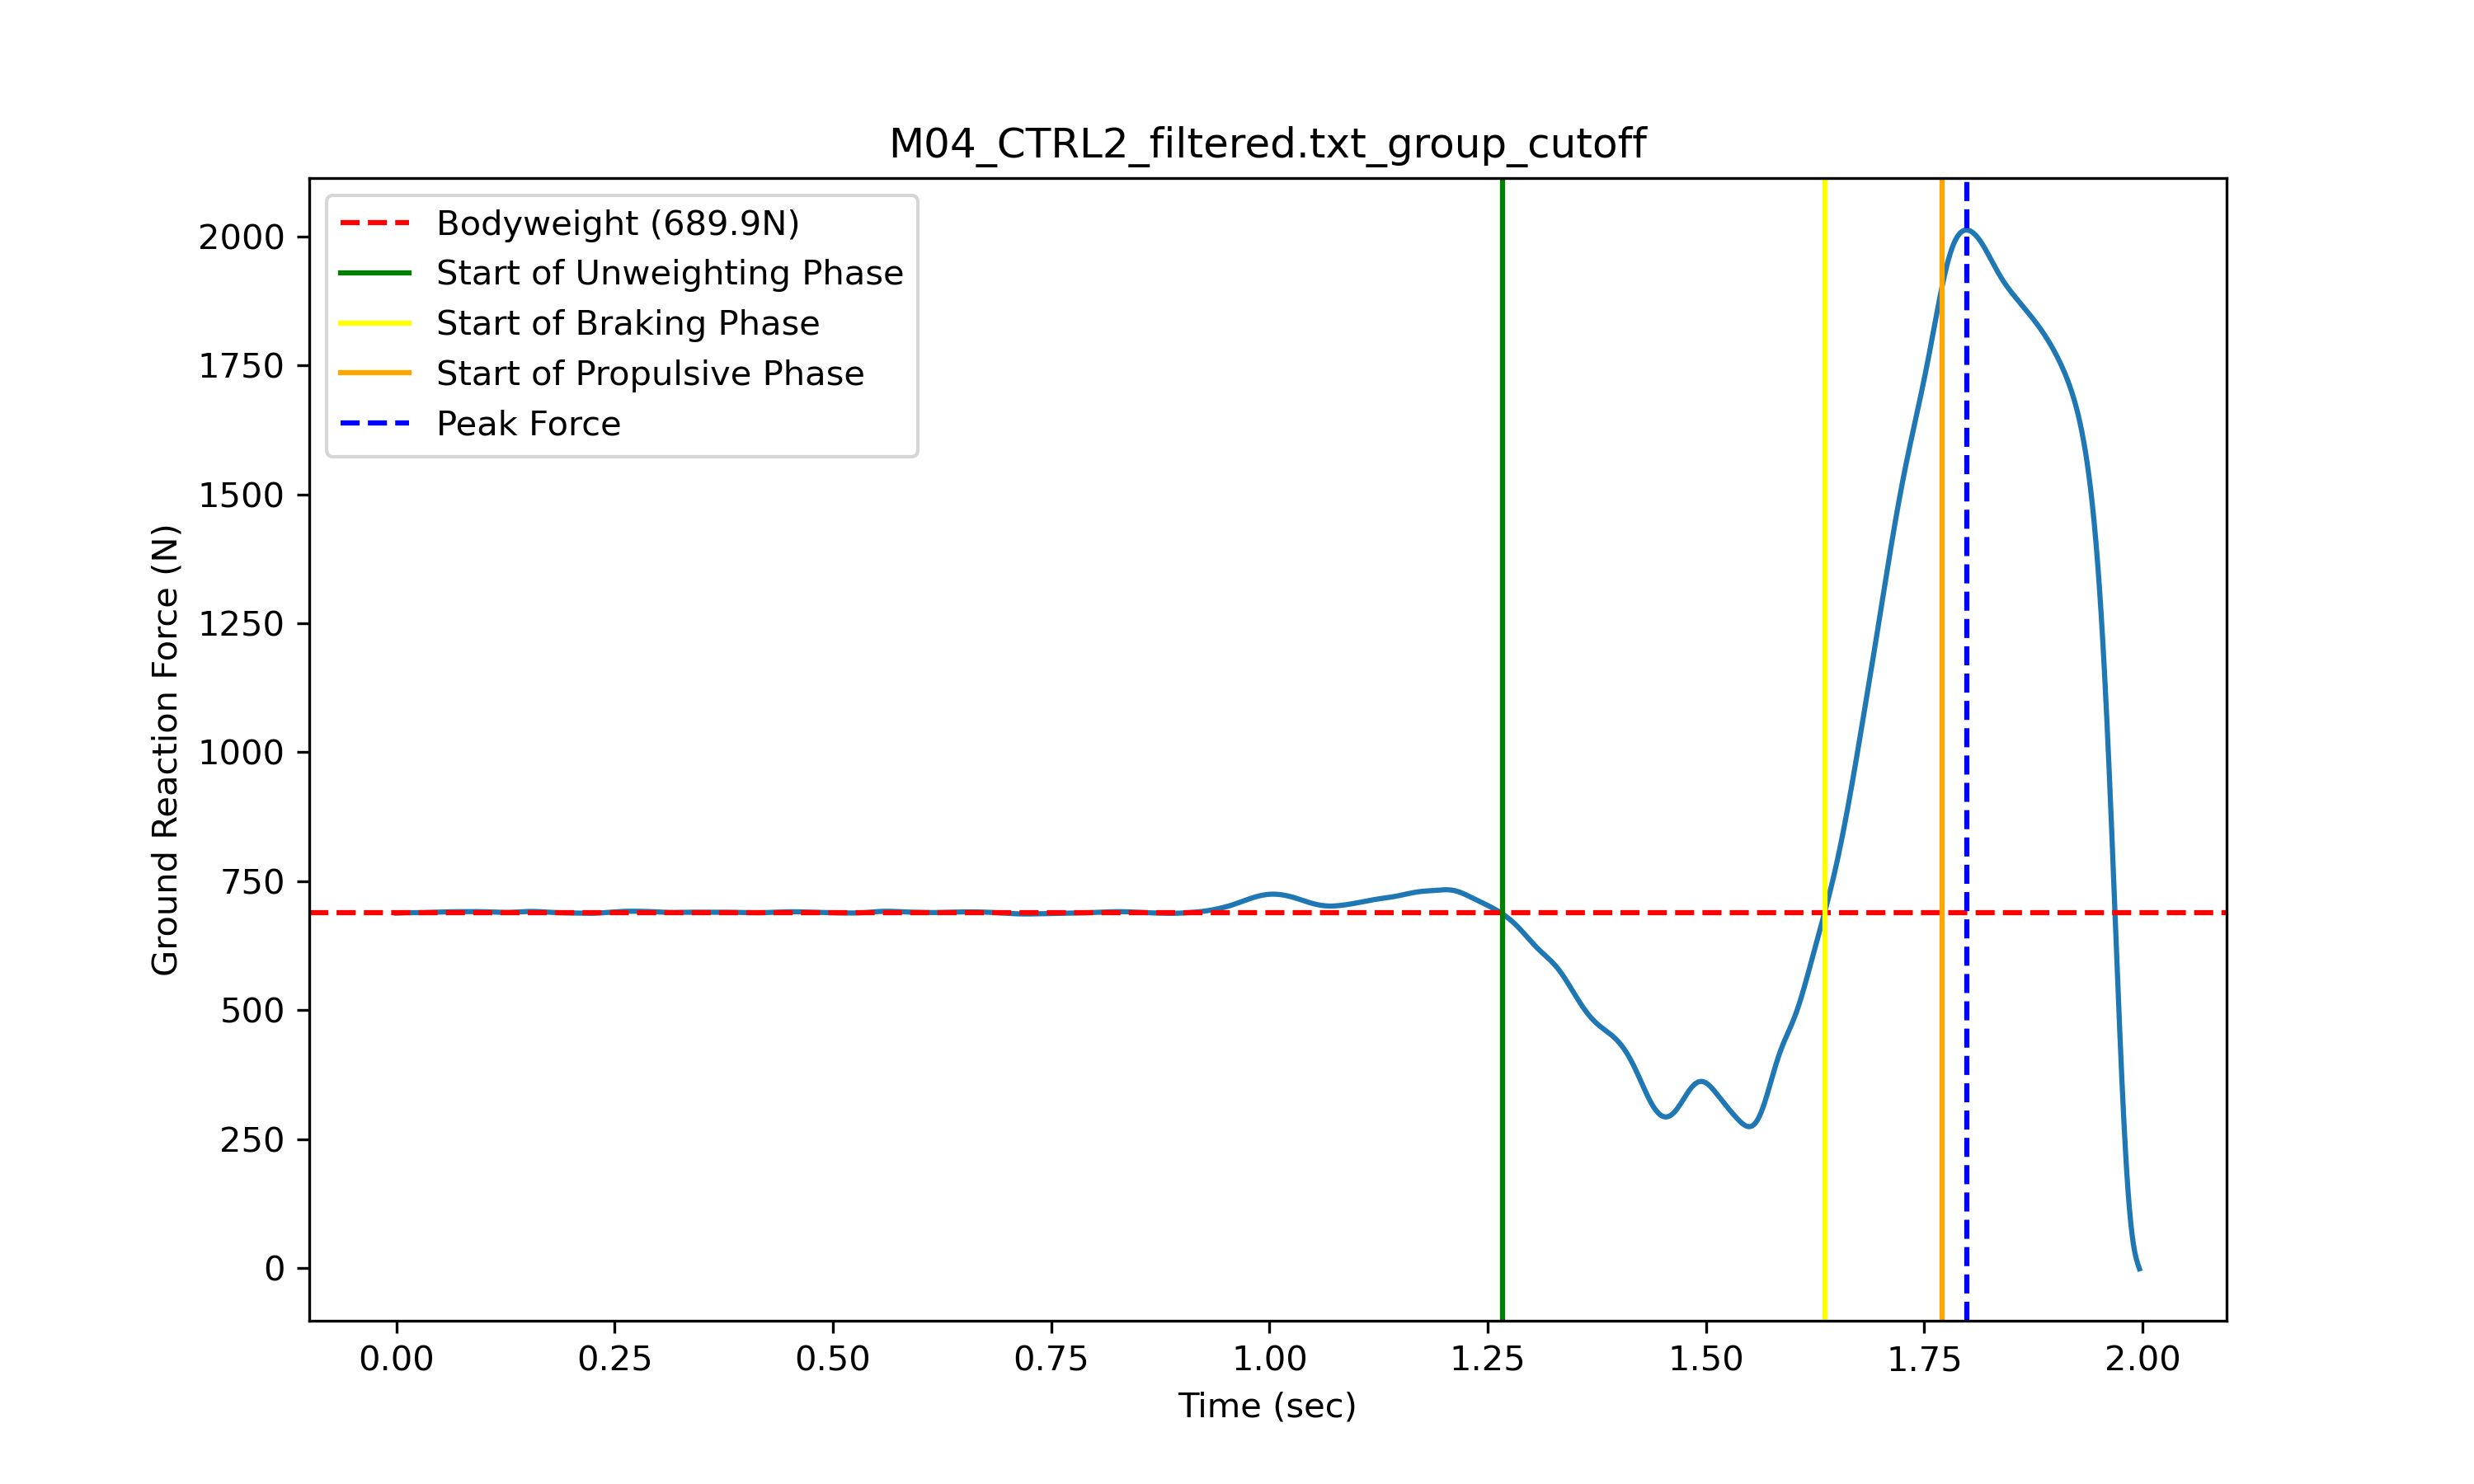 M04_CTRL2_filtered.txt_group_cutoff
Bodyweight (689.9N)
Start of Unweighting Phase
Start of Braking Phase
Start of Propulsive Phase
Peak Force
Ground Reaction Force (N)
2000
1750
1500
1250
1000
750
500
250
0
0.00 0.25 0.50 0.75 1.00 1.25 1.50 1.75 2.00
Time (sec)